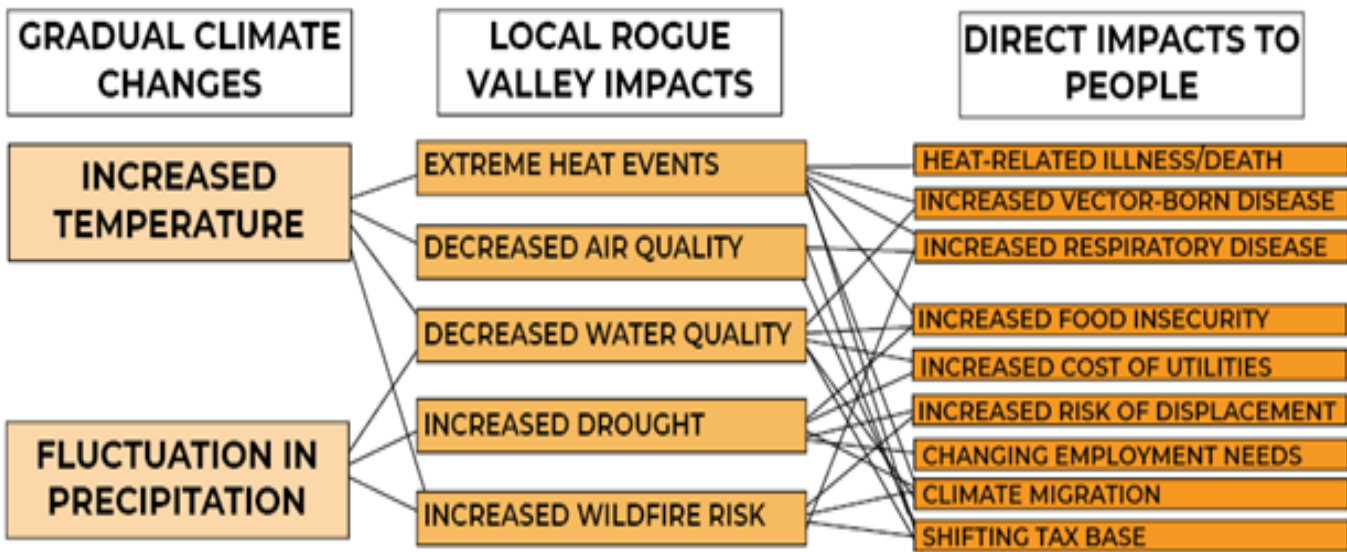 GRADUAL CLIMATE
CHANGES
LOCAL ROGUE
VALLEY IMPACTS
DIRECT IMPACTS TO
PEOPLE
INCREASED
TEMPERATURE
FLUCTUATION IN
PRECIPITATION
EXTREME HEAT EVENTS
DECREASED AIR QUALITY
DECREASED WATER QUALITY
INCREASED DROUGHT
INCREASED WILDFIRE RISK
HEAT-RELATED ILLNESS/DEATH
INCREASED VECTOR-BORN DISEASE
INCREASED RESPIRATORY DISEASE
INCREASED FOOD INSECURITY
INCREASED COST OF UTILITIES
INCREASED RISK OF DISPLACEMENT
CHANGING EMPLOYMENT NEEDS
CLIMATE MIGRATION
SHIFTING TAX BASE